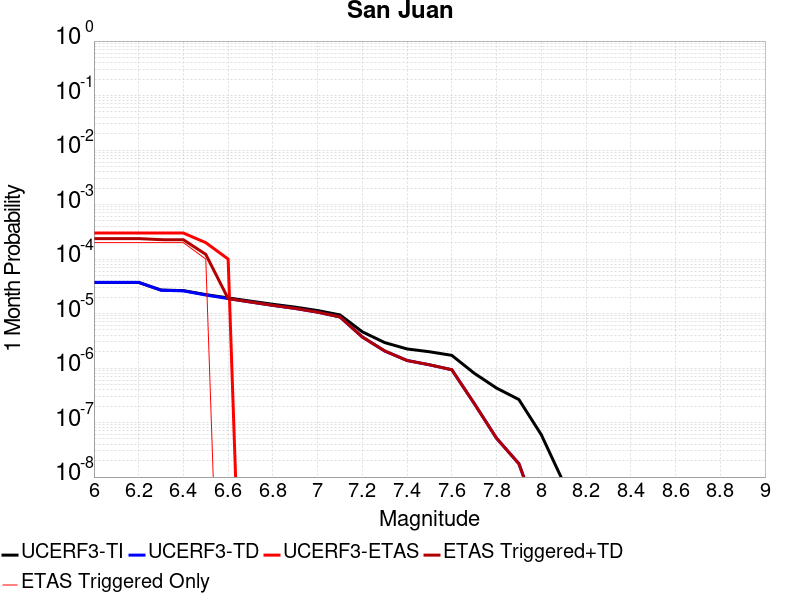 San Juan
10^0
10^-1
10^-2
10^-3
10^-4
10^-5
10^-6
10^-7
10^-8
1 Month Probability
6 6.2 6.4 6.6 6.8 7 7.2 7.4 7.6 7.8 8 8.2 8.4 8.6 8.8 9
Magnitude
UCERF3-TI UCERF3-TD UCERF3-ETAS ETAS Triggered+TD
ETAS Triggered Only